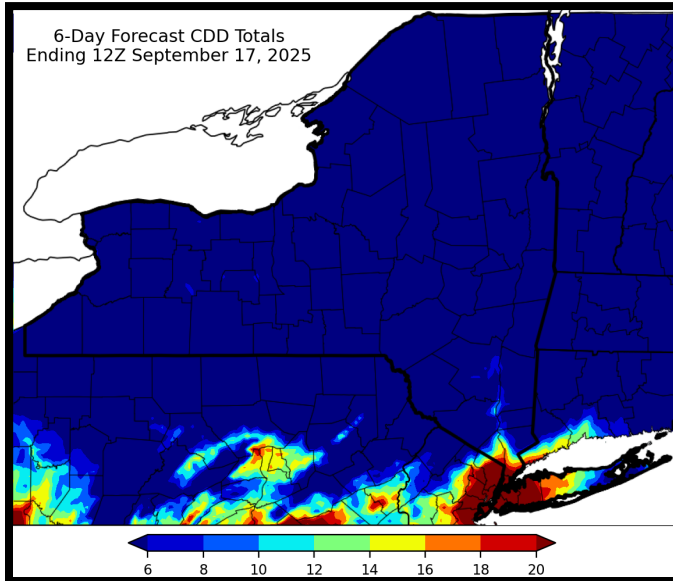 6-Day Forecast CDD Totals
Ending 12Z September 17, 2025
6 8 10 12 14 16 18 20